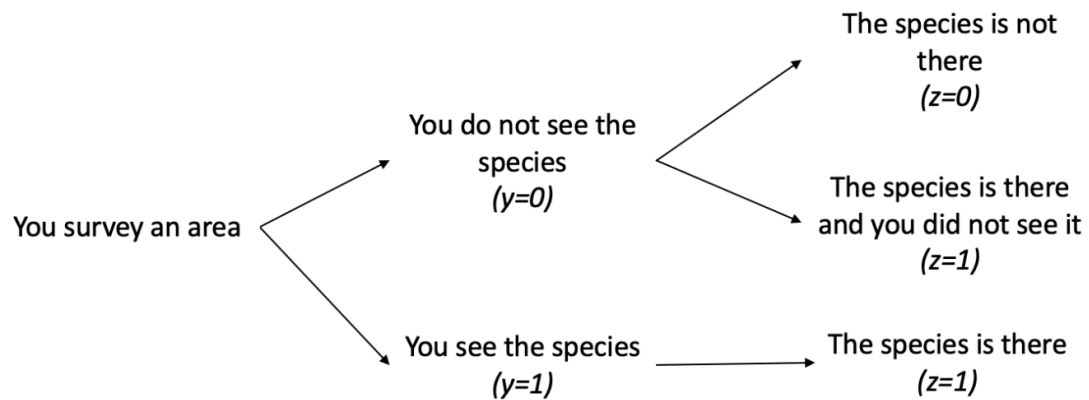 You survey an area
You do not see the
species
(y=0)
You see the species
(y=1)
The species is not
there
(z=0)
The species is there
and you did not see it
(z=1)
The species is there
(z=1)